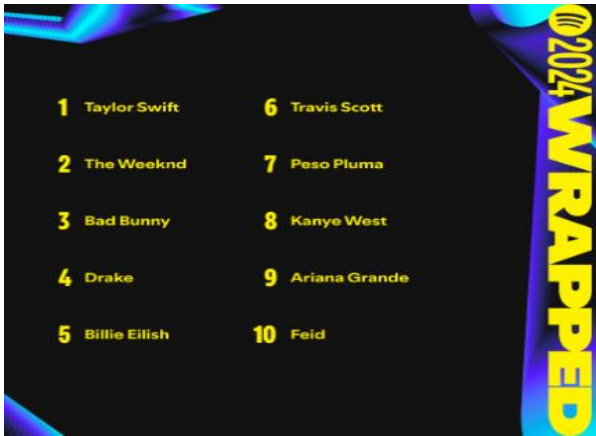 1 Taylor Swift
2 The Weeknd
3 Bad Bunny
4 Drake
5 Billie Eilish
6 Travis Scott
7 Peso Pluma
8 Kanye West
9 Ariana Grande
10 Feid
2024 WRAPPED